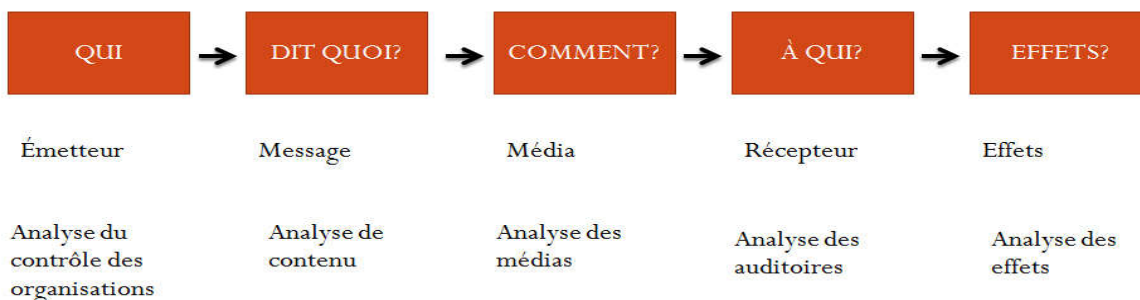 QUI
DIT QUOI?
COMMENT?
À QUI?
EFFETS?
Émetteur
Message
Média
Récepteur
Effets
Analyse du
contrôle des
organisations
Analyse de
contenu
Analyse des
médias
Analyse des
auditoires
Analyse des
effets